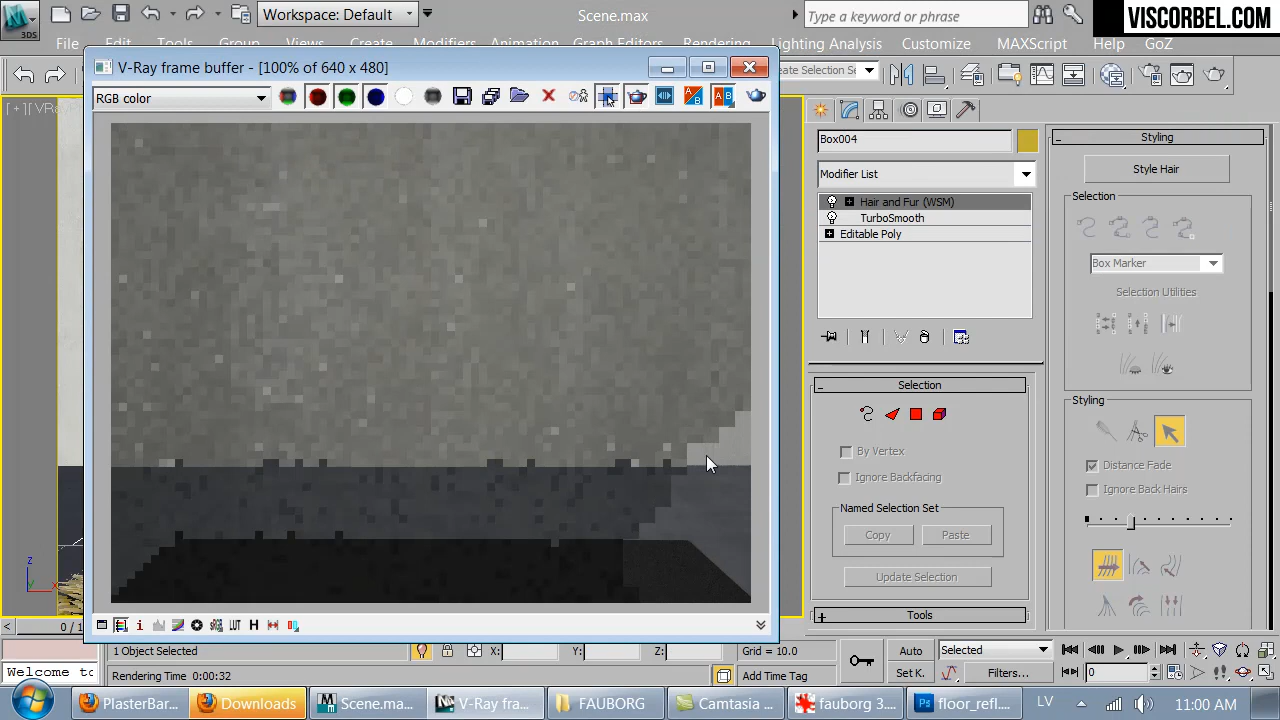 3DS
Workspace: Default
Scene.max
Type a keyword or phrase
VISCORBEL.COM
File Edit Tools Group Views Create Modifiers Animation Graph Editors Rendering Lighting Analysis Customize MAXScript Help GoZ
V-Ray frame buffer - [100% of 640 x 480]
RGB color
Box004
Modifier List
Hair and Fur (WSM)
TurboSmooth
Editable Poly
Selection
By Vertex
Ignore Backfacing
Named Selection Set
Copy Paste
Update Selection
Tools
Styling
Style Hair
Selection
Box Marker
Selection Utilities
Styling
Distance Fade
Ignore Back Hairs
0 / 1
1 Object Selected
X: Y: Z:
Grid = 10.0
Auto
Selected
Welcome to
Rendering Time 0:00:32
Add Time Tag
Set K.
Filters...
0
PlasterBar...
Downloads
Scene.ma...
V-Ray fra...
FAUBORG
Camtasia ...
fauborg 3....
floor_refl...
LV
11:00 AM